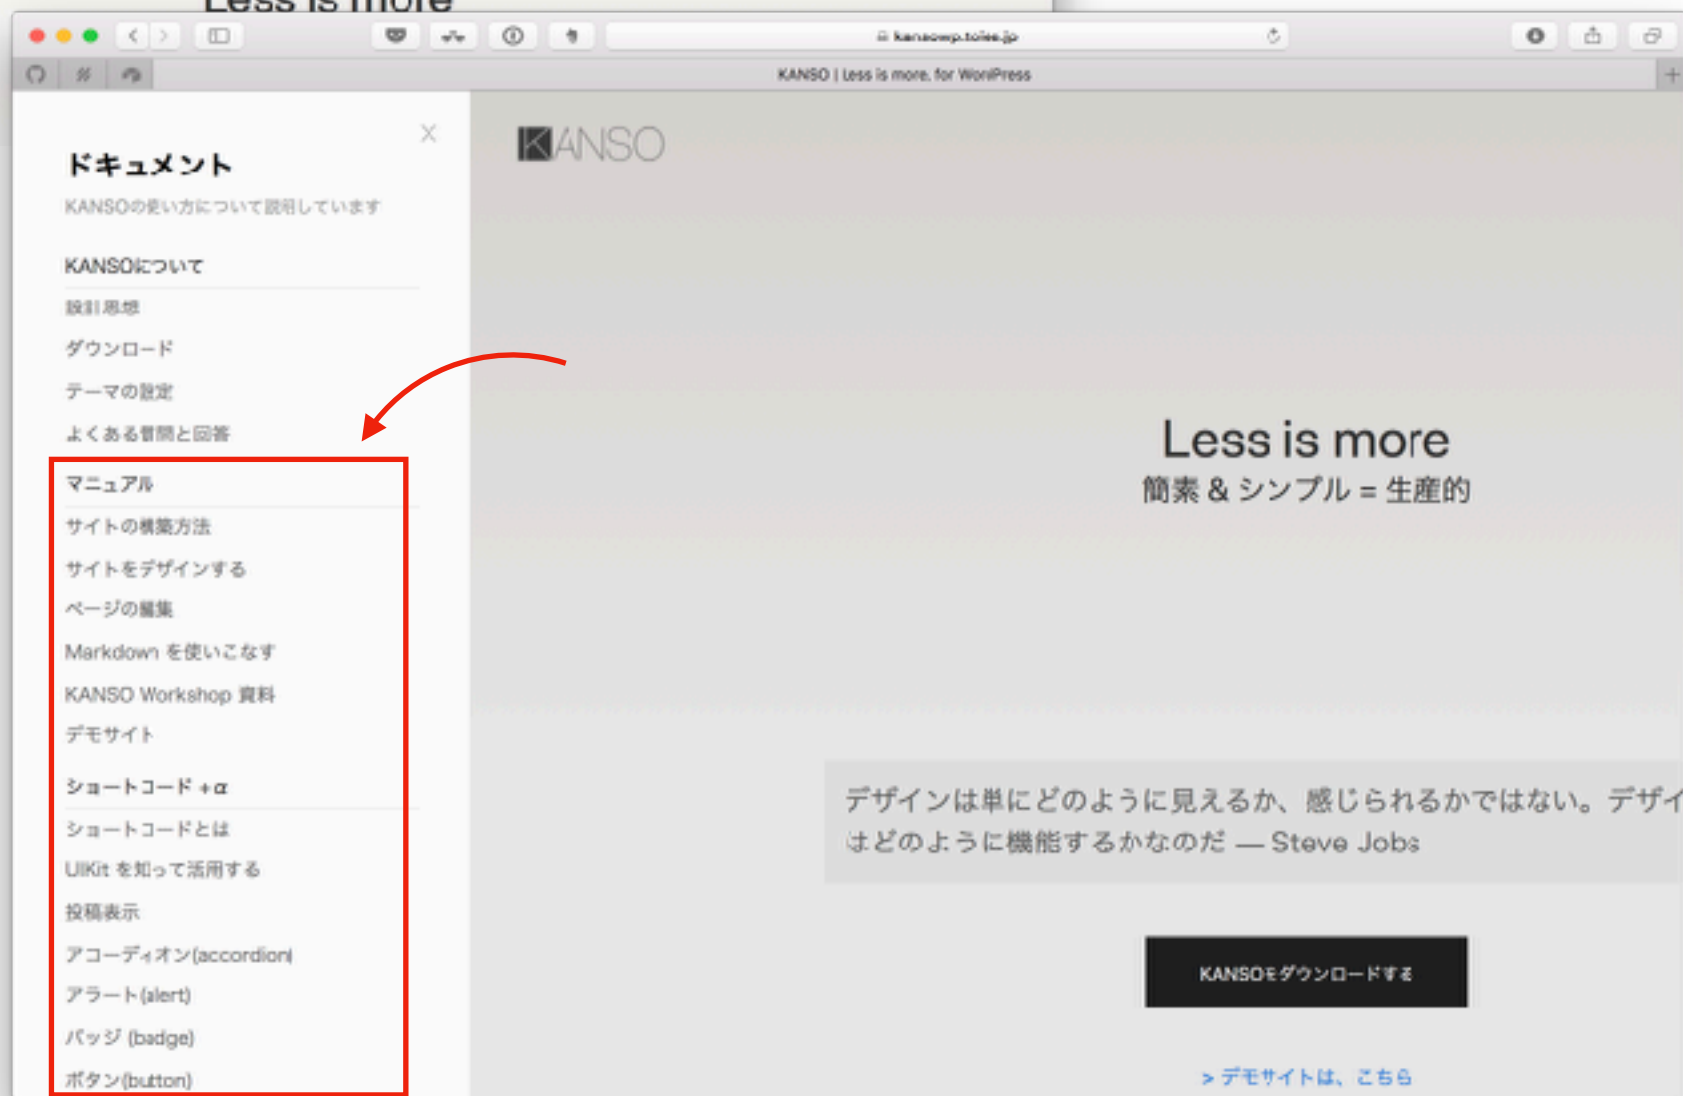 Less is more
kansowp.toiee.jp
KANSO | Less is more. for WordPress
ドキュメント
KANSOの使い方について説明しています
KANSOについて
設計思想
ダウンロード
テーマの設定
よくある質問と回答
マニュアル
サイトの構築方法
サイトをデザインする
ページの編集
Markdown を使いこなす
KANSO Workshop 資料
デモサイト
ショートコード +α
ショートコードとは
UIKit を知って活用する
投稿表示
アコーディオン(accordion)
アラート(alert)
バッジ (badge)
ボタン(button)
KANSO
Less is more
簡素 & シンプル = 生産的
デザインは単にどのように見えるか、感じられるかではない。デザイ
はどのように機能するかなのだ — Steve Jobs
KANSOをダウンロードする
> デモサイトは、こちら